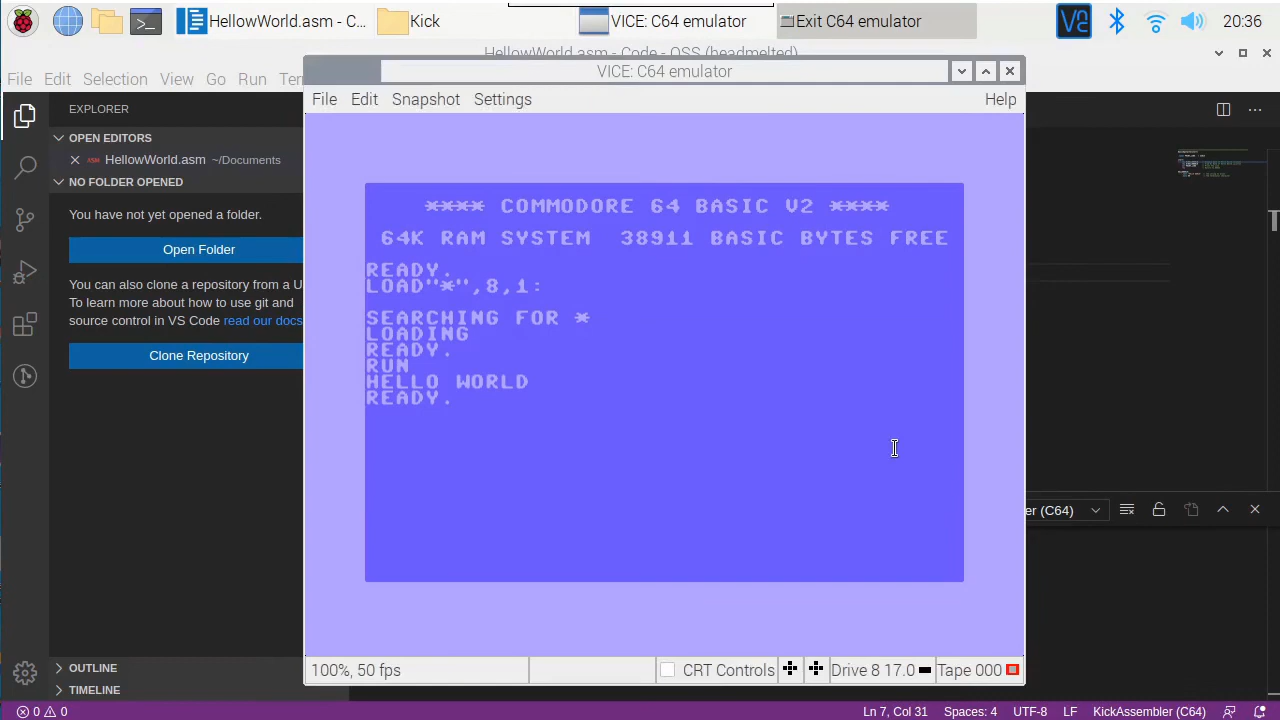 HellowWorld.asm - C...
Kick
VICE: C64 emulator
Exit C64 emulator
20:36
HellowWorld.asm - Code - OSS (headmelted)
File Edit Selection View Go Run
VICE: C64 emulator
File Edit Snapshot Settings Help
EXPLORER
OPEN EDITORS
HellowWorld.asm ~/Documents
NO FOLDER OPENED
You have not yet opened a folder.
Open Folder
You can also clone a repository from a U
To learn more about how to use git and
source control in VS Code read our docs
Clone Repository
**** COMMODORE 64 BASIC V2 ****
64K RAM SYSTEM 38911 BASIC BYTES FREE
READY.
LOAD"*",8,1:
SEARCHING FOR *
LOADING
READY.
RUN
HELLO WORLD
READY.
er (C64)
OUTLINE
TIMELINE
100%, 50 fps
CRT Controls
Drive 8 17.0
Tape 000
0 0
Ln 7, Col 31
Spaces: 4
UTF-8
LF
KickAssembler (C64)